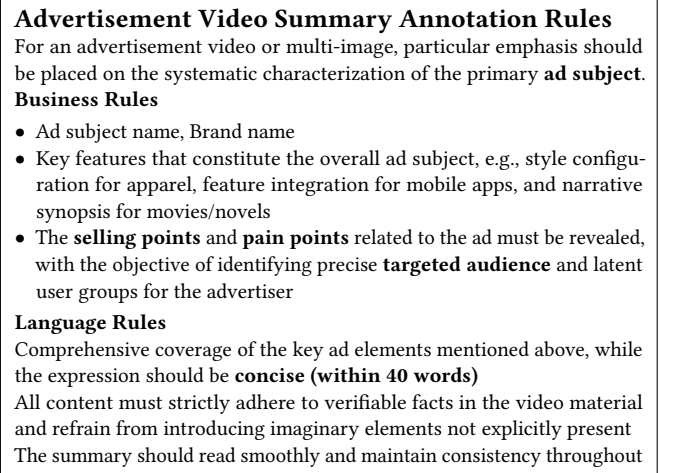 Advertisement Video Summary Annotation Rules
For an advertisement video or multi-image, particular emphasis should
be placed on the systematic characterization of the primary ad subject.
Business Rules
• Ad subject name, Brand name
• Key features that constitute the overall ad subject, e.g., style configu-
ration for apparel, feature integration for mobile apps, and narrative
synopsis for movies/novels
• The selling points and pain points related to the ad must be revealed,
with the objective of identifying precise targeted audience and latent
user groups for the advertiser
Language Rules
Comprehensive coverage of the key ad elements mentioned above, while
the expression should be concise (within 40 words)
All content must strictly adhere to verifiable facts in the video material
and refrain from introducing imaginary elements not explicitly present
The summary should read smoothly and maintain consistency throughout